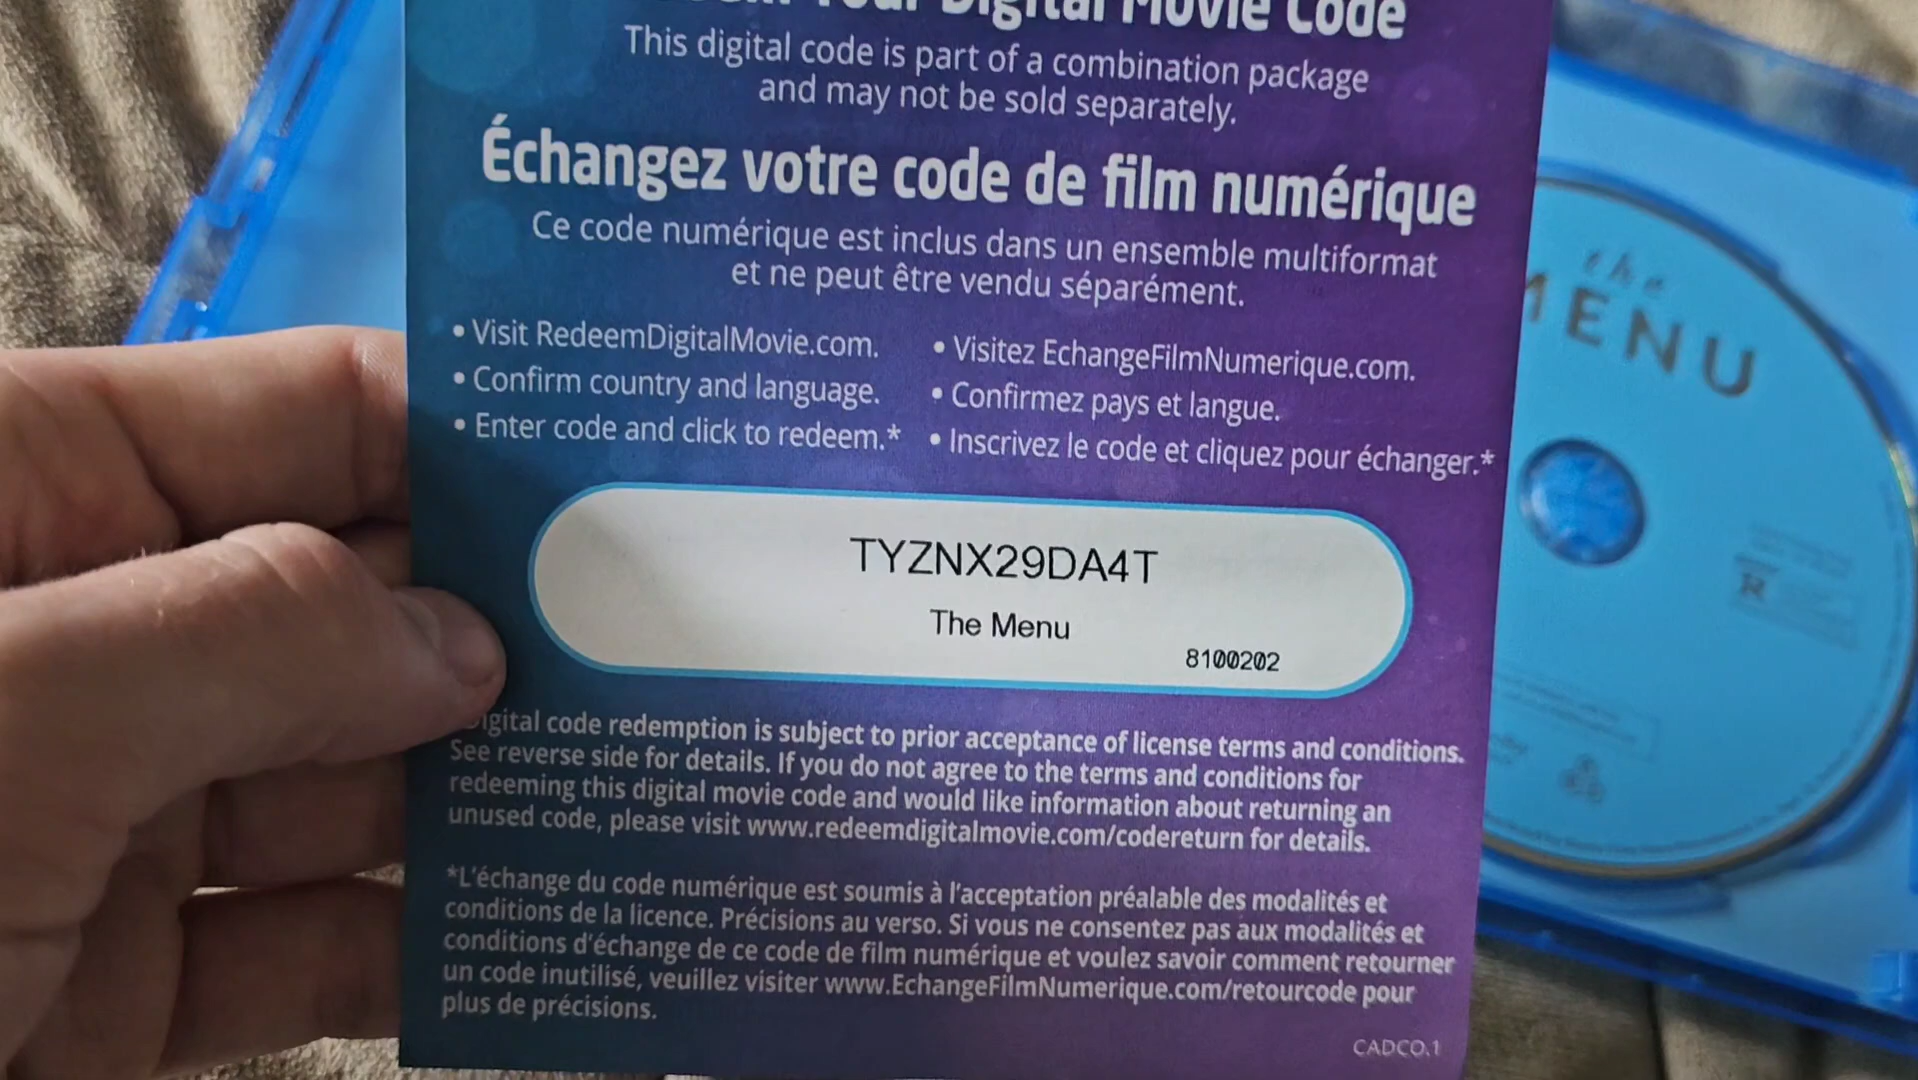 Your Digital Movie Code
This digital code is part of a combination package
and may not be sold separately.
Échangez votre code de film numérique
Ce code numérique est inclus dans un ensemble multiformat
et ne peut être vendu séparément.
• Visit RedeemDigitalMovie.com.
• Confirm country and language.
• Enter code and click to redeem.*
• Visitez EchangeFilmNumerique.com.
• Confirmez pays et langue.
• Inscrivez le code et cliquez pour échanger.*
TYZNX29DA4T
The Menu
8100202
Digital code redemption is subject to prior acceptance of license terms and conditions.
See reverse side for details. If you do not agree to the terms and conditions for
redeeming this digital movie code and would like information about returning an
unused code, please visit www.redeemdigitalmovie.com/codereturn for details.
*L'échange du code numérique est soumis à l'acceptation préalable des modalités et
conditions de la licence. Précisions au verso. Si vous ne consentez pas aux modalités et
conditions d'échange de ce code de film numérique et voulez savoir comment retourner
un code inutilisé, veuillez visiter www.EchangeFilmNumerique.com/retourcode pour
plus de précisions.
CADCO.1
the
MENU
R